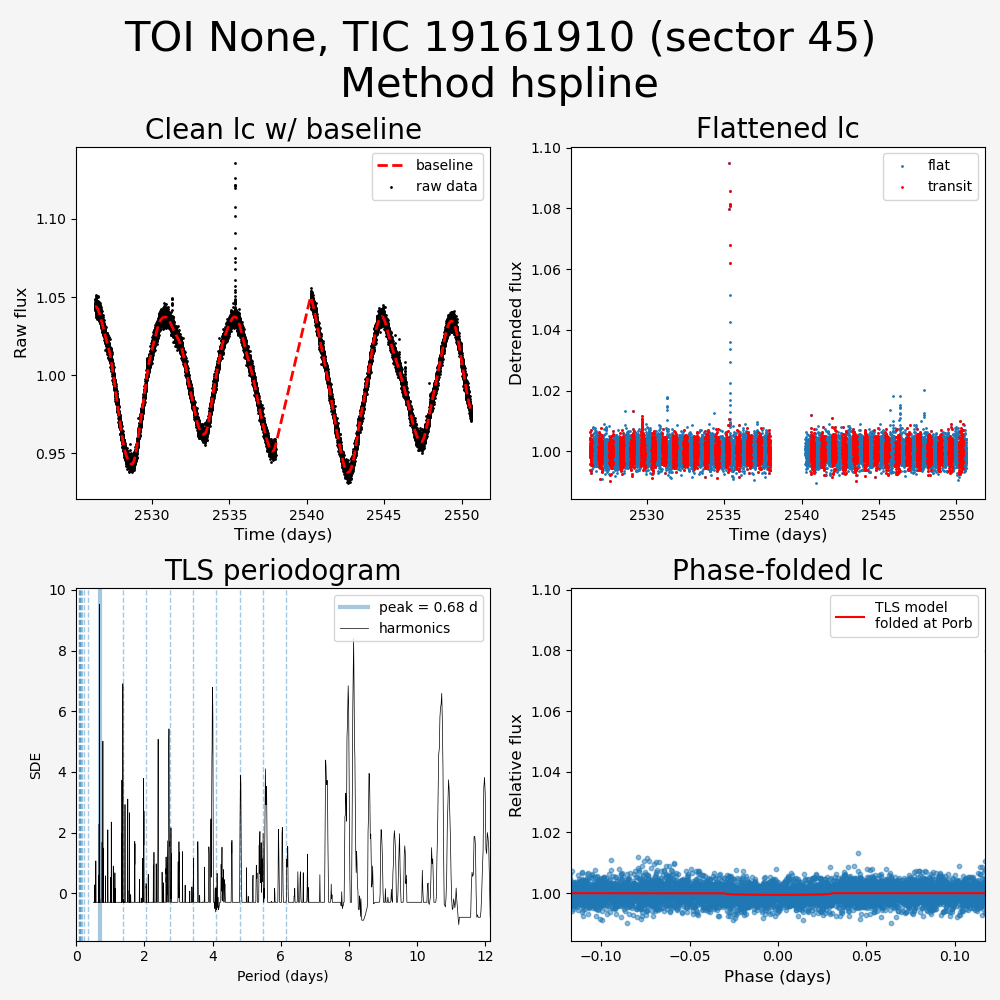 TOI None, TIC 19161910 (sector 45)
Method hspline
Clean lc w/ baseline
baseline
raw data
1.10
1.05
1.00
0.95
Raw flux
2530
2535
2540
2545
2550
Time (days)
Flattened lc
flat
transit
1.10
1.08
1.06
1.04
1.02
1.00
Detrended flux
2530
2535
2540
2545
2550
Time (days)
TLS periodogram
peak = 0.68 d
harmonics
10
8
6
4
2
0
SDE
0
2
4
6
8
10
12
Period (days)
Phase-folded lc
TLS model
folded at Porb
1.10
1.08
1.06
1.04
1.02
1.00
Relative flux
−0.10
−0.05
0.00
0.05
0.10
Phase (days)